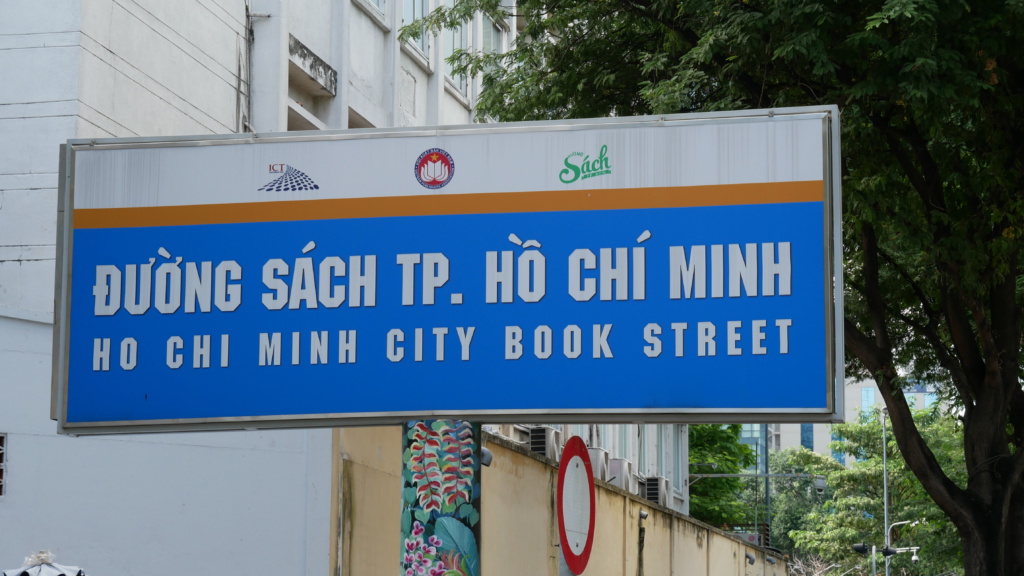 ICT
Sách
ĐƯỜNG SÁCH TP. HỒ CHÍ MINH
HO CHI MINH CITY BOOK STREET